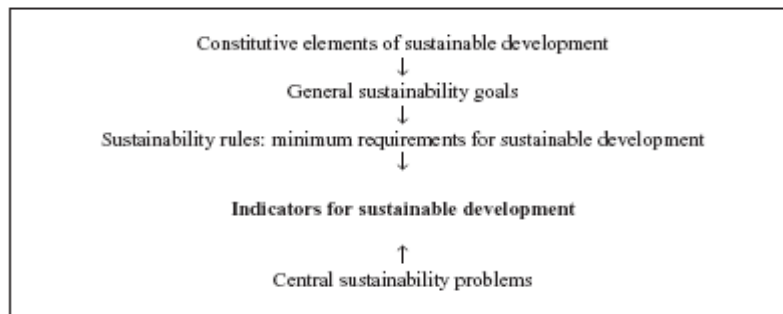 Constitutive elements of sustainable development
↓
General sustainability goals
↓
Sustainability rules: minimum requirements for sustainable development
↓
Indicators for sustainable development
↑
Central sustainability problems